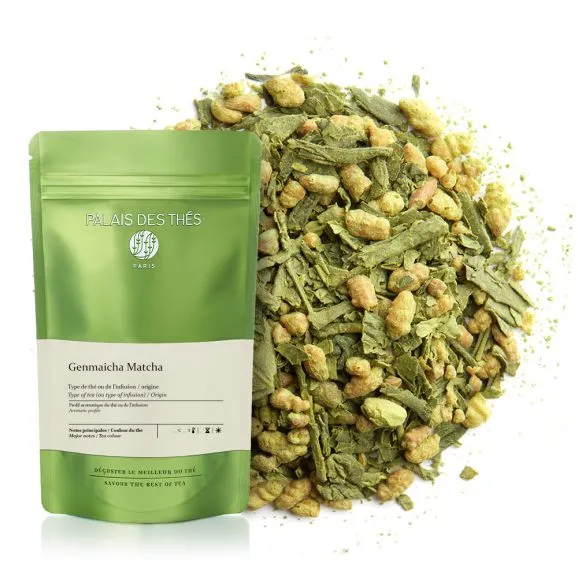 PALAIS DES THÉS
PARIS
Genmaicha Matcha
Type de thé ou de l'infusion / origine
Type of tea (ou type of infusion) / Origin
Profil aromatique du thé ou de l'infusion
Aromatic profile
Notes principales / Couleur du thé
Major notes / Tea colour
DÉGUSTER LE MEILLEUR DU THÉ
SAVOUR THE BEST OF TEA